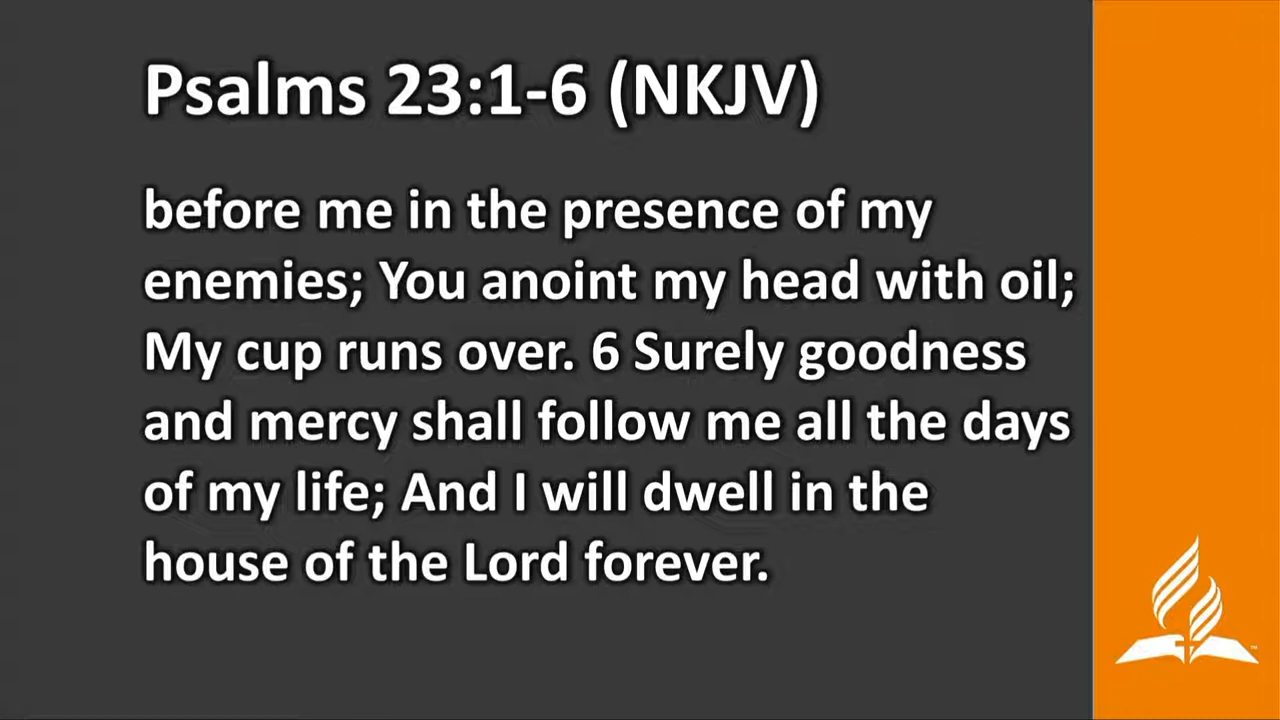 Psalms 23:1-6 (NKJV)
before me in the presence of my
enemies; You anoint my head with oil;
My cup runs over. 6 Surely goodness
and mercy shall follow me all the days
of my life; And I will dwell in the
house of the Lord forever.